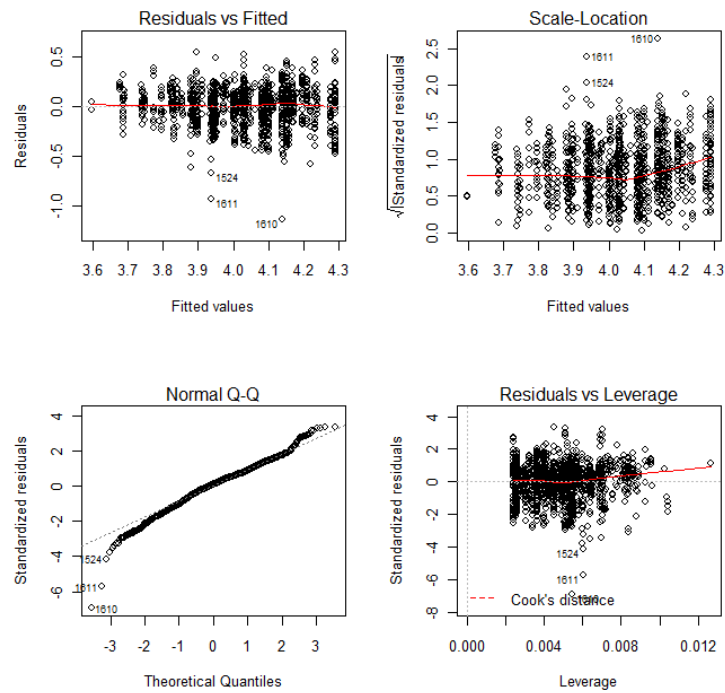 Residuals vs Fitted
Residuals
0.5
0.0
-0.5
-1.0
1524
1611
1610
3.6 3.7 3.8 3.9 4.0 4.1 4.2 4.3
Fitted values
Scale-Location
√|Standardized residuals|
2.5
2.0
1.5
1.0
0.5
0.0
1610
1611
1524
3.6 3.7 3.8 3.9 4.0 4.1 4.2 4.3
Fitted values
Normal Q-Q
Standardized residuals
4
2
0
-2
-4
-6
1524
1611
1610
-3 -2 -1 0 1 2 3
Theoretical Quantiles
Residuals vs Leverage
Standardized residuals
4
2
0
-2
-4
-6
-8
1524
1611
Cook's distance
0.000 0.004 0.008 0.012
Leverage